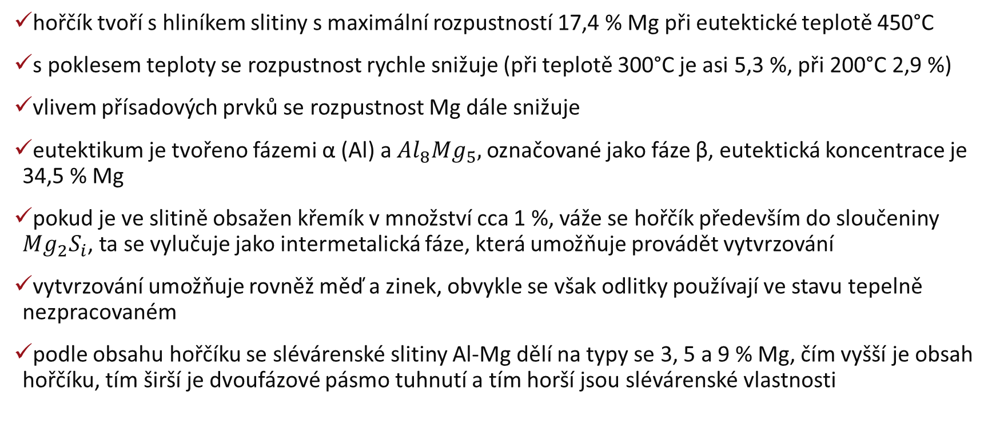 ✓hořčík tvoří s hliníkem slitiny s maximální rozpustností 17,4 % Mg při eutektické teplotě 450°C
✓s poklesem teploty se rozpustnost rychle snižuje (při teplotě 300°C je asi 5,3 %, při 200°C 2,9 %)
✓vlivem přísadových prvků se rozpustnost Mg dále snižuje
✓eutektikum je tvořeno fázemi α (Al) a Al₈Mg₅, označované jako fáze β, eutektická koncentrace je
34,5 % Mg
✓pokud je ve slitině obsažen křemík v množství cca 1 %, váže se hořčík především do sloučeniny
Mg₂Sᵢ, ta se vylučuje jako intermetalická fáze, která umožňuje provádět vytvrzování
✓vytvrzování umožňuje rovněž měď a zinek, obvykle se však odlitky používají ve stavu tepelně
nezpracovaném
✓podle obsahu hořčíku se slévárenské slitiny Al-Mg dělí na typy se 3, 5 a 9 % Mg, čím vyšší je obsah
hořčíku, tím širší je dvoufázové pásmo tuhnutí a tím horší jsou slévárenské vlastnosti